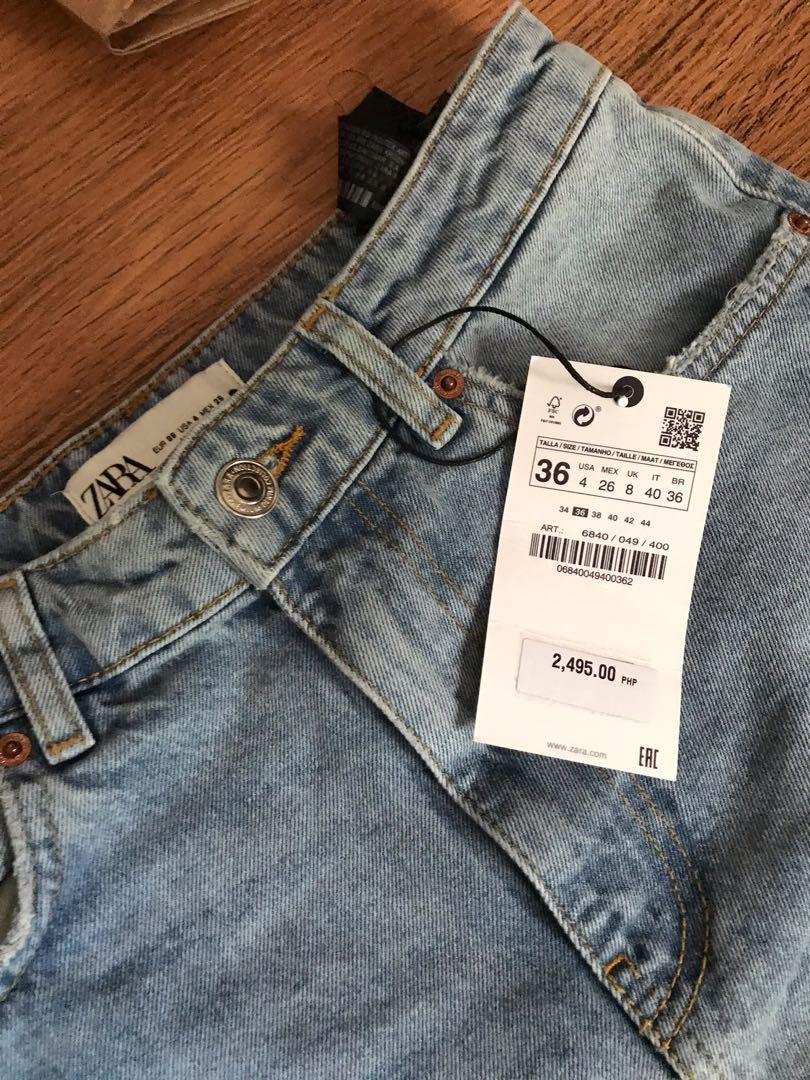 ZARA
EUR 36 USA 4 MEX 26
FSC
TALLA / SIZE / TAMANHO / TAILLE / MAAT / ΜΕΓΕΘΟΣ
36 USA MEX UK IT BR
4 26 8 40 36
34 36 38 40 42 44
ART.: 6840 / 049 / 400
06840049400362
2,495.00 PHP
www.zara.com EAC